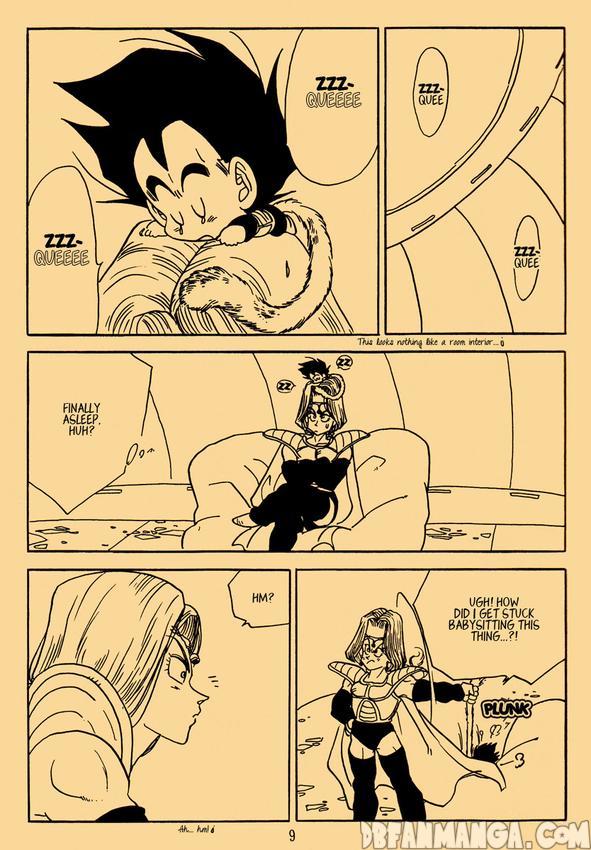 ZZZ-
QUEE
ZZZ-
QUEE
ZZZ-
QUEEEE
ZZZ-
QUEEEE
This looks nothing like a room interior...
ZZ
ZZ
FINALLY
ASLEEP,
HUH?
UGH! HOW
DID I GET STUCK
BABYSITTING THIS
THING...?!
PLUNK
HM?
Ah... hm!
9
DBFANMANGA.COM